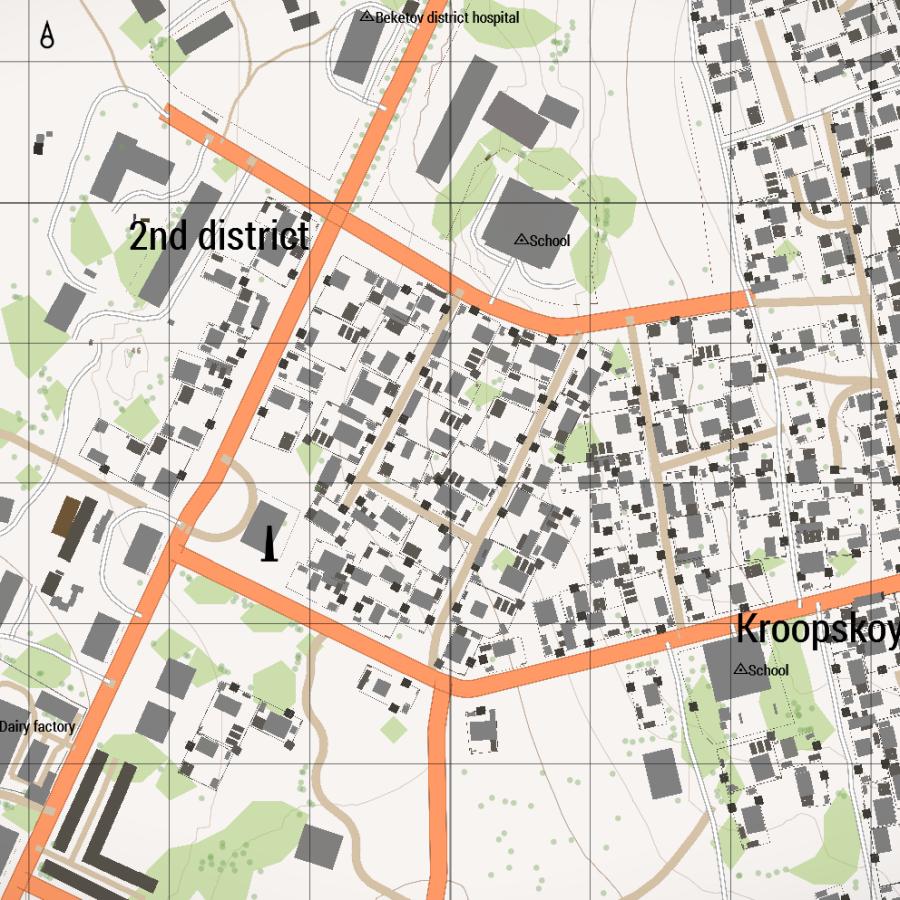 Beketov district hospital
2nd district
School
Kroopskoy
School
Dairy factory